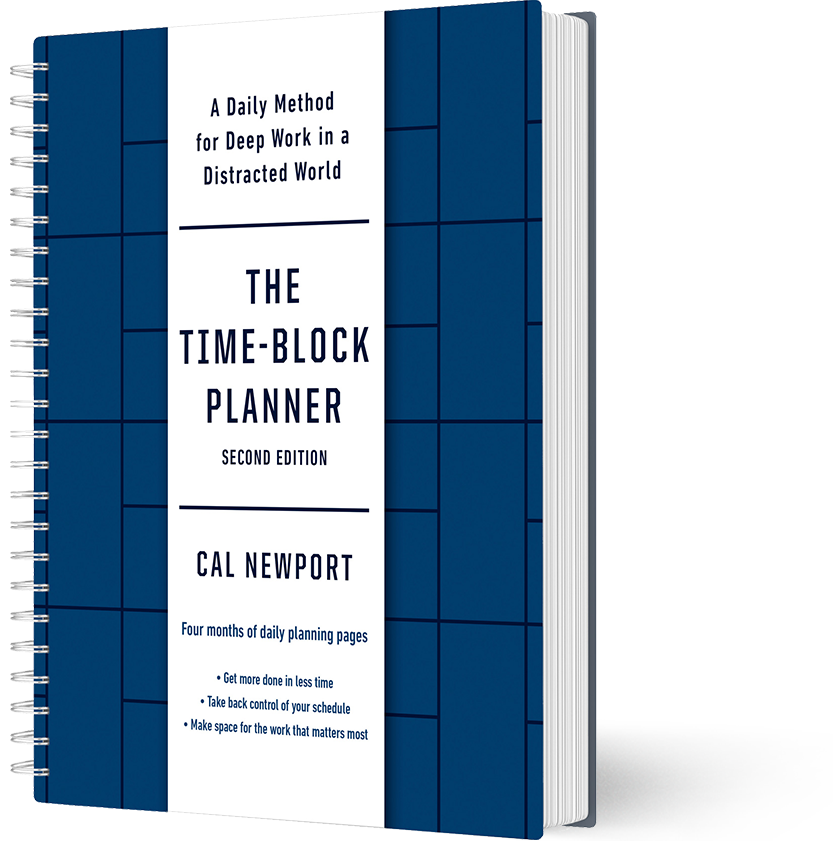 A Daily Method
for Deep Work in a
Distracted World
THE
TIME-BLOCK
PLANNER
SECOND EDITION
CAL NEWPORT
Four months of daily planning pages
• Get more done in less time
• Take back control of your schedule
• Make space for the work that matters most